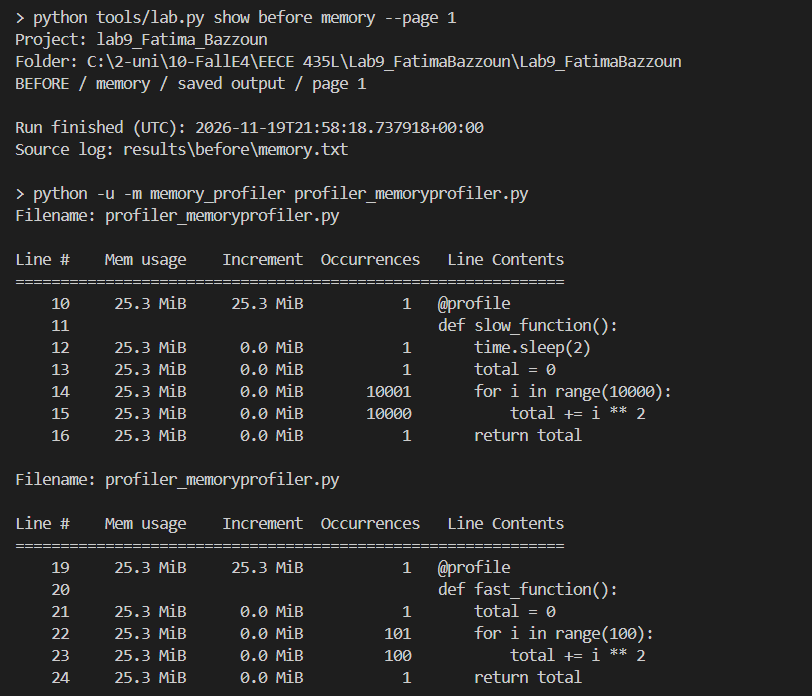 > python tools/lab.py show before memory --page 1
Project: lab9_Fatima_Bazzoun
Folder: C:\2-uni\10-FallE4\EECE 435L\Lab9_FatimaBazzoun\Lab9_FatimaBazzoun
BEFORE / memory / saved output / page 1

Run finished (UTC): 2026-11-19T21:58:18.737918+00:00
Source log: results\before\memory.txt

> python -u -m memory_profiler profiler_memoryprofiler.py
Filename: profiler_memoryprofiler.py

Line #    Mem usage    Increment  Occurrences   Line Contents
=============================================================
    10     25.3 MiB     25.3 MiB           1   @profile
    11                                         def slow_function():
    12     25.3 MiB      0.0 MiB           1       time.sleep(2)
    13     25.3 MiB      0.0 MiB           1       total = 0
    14     25.3 MiB      0.0 MiB       10001       for i in range(10000):
    15     25.3 MiB      0.0 MiB       10000           total += i ** 2
    16     25.3 MiB      0.0 MiB           1       return total

Filename: profiler_memoryprofiler.py

Line #    Mem usage    Increment  Occurrences   Line Contents
=============================================================
    19     25.3 MiB     25.3 MiB           1   @profile
    20                                         def fast_function():
    21     25.3 MiB      0.0 MiB           1       total = 0
    22     25.3 MiB      0.0 MiB         101       for i in range(100):
    23     25.3 MiB      0.0 MiB         100           total += i ** 2
    24     25.3 MiB      0.0 MiB           1       return total